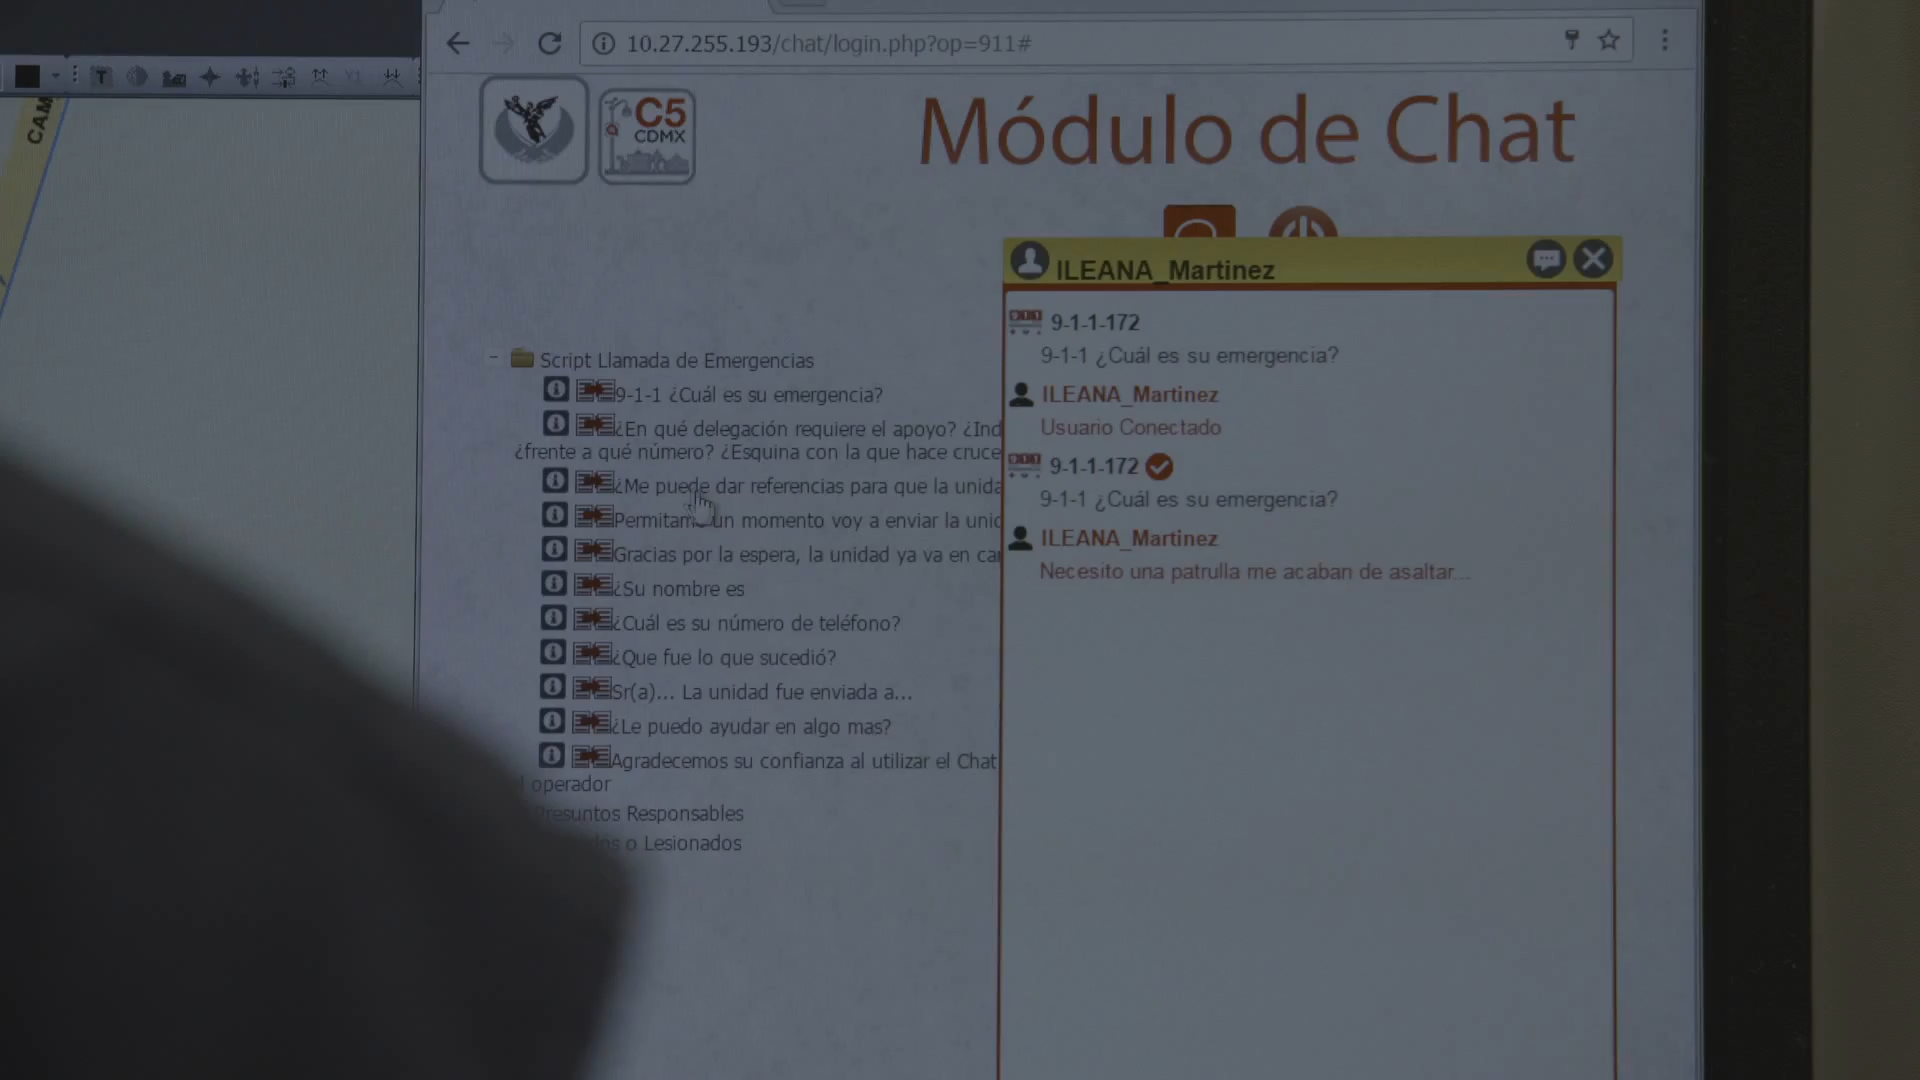 10.27.255.193/chat/login.php?op=911#
CAM
C5
CDMX
Módulo de Chat
Script Llamada de Emergencias
9-1-1 ¿Cuál es su emergencia?
¿En qué delegación requiere el apoyo? ¿Ind
¿frente a qué número? ¿Esquina con la que hace cruce
¿Me puede dar referencias para que la unida
Permitame un momento voy a enviar la unid
Gracias por la espera, la unidad ya va en
¿Su nombre es
¿Cuál es su número de teléfono?
¿Que fue lo que sucedió?
Sr(a)... La unidad fue enviada a...
¿Le puedo ayudar en algo mas?
Agradecemos su confianza al utilizar el Chat
operador
Presuntos Responsables
o Lesionados
ILEANA_Martinez
9-1-1-172
9-1-1 ¿Cuál es su emergencia?
ILEANA_Martinez
Usuario Conectado
9-1-1-172
9-1-1 ¿Cuál es su emergencia?
ILEANA_Martinez
Necesito una patrulla me acaban de asaltar...